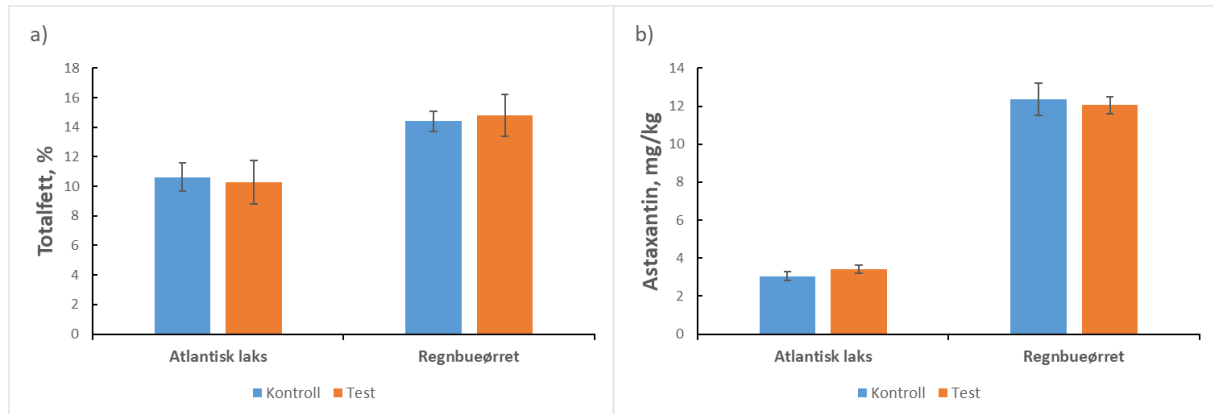 a)
Totalfett, %
18
16
14
12
10
8
6
4
2
0
Atlantisk laks Regnbueørret
Kontroll Test
b)
Astaxantin, mg/kg
14
12
10
8
6
4
2
0
Atlantisk laks Regnbueørret
Kontroll Test